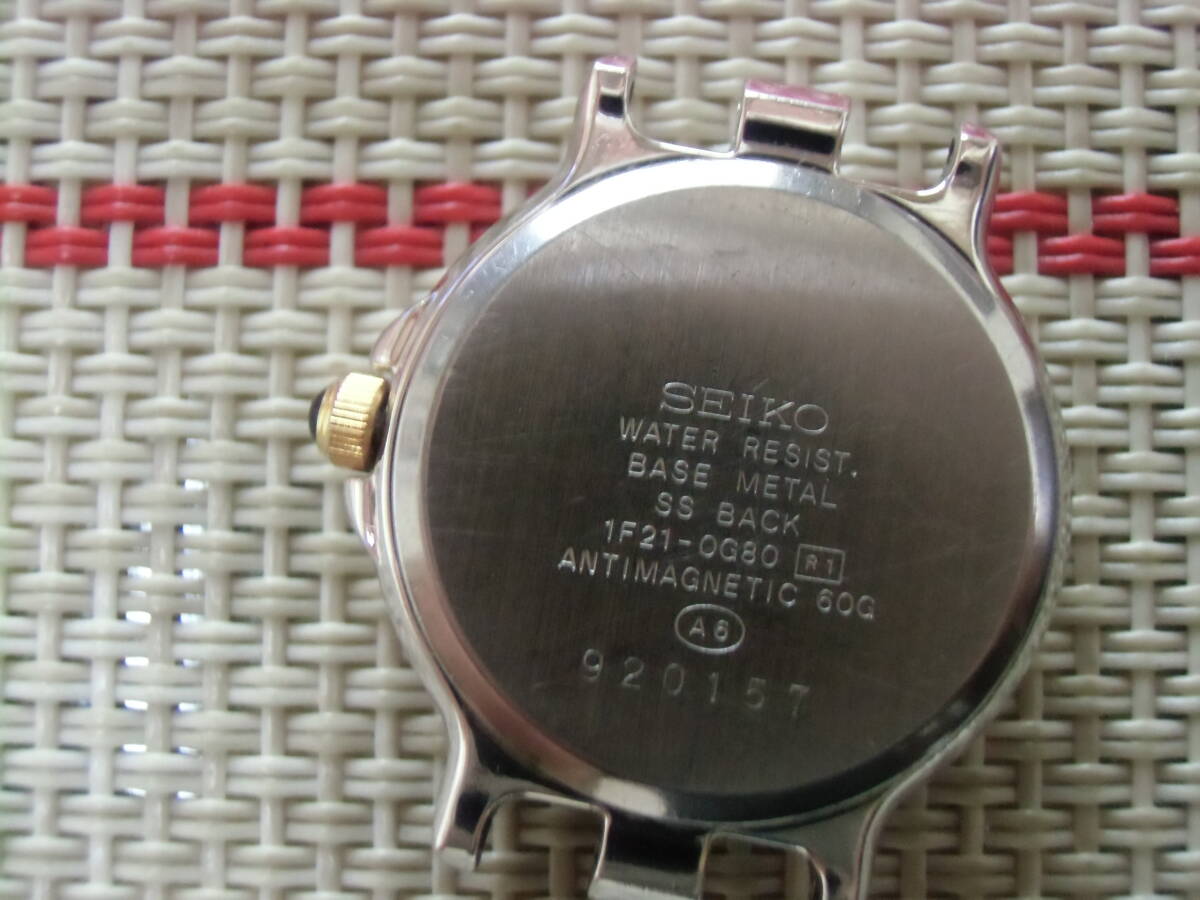 SEIKO
WATER RESIST.
BASE METAL
SS BACK
1F21-0G80 R1
ANTIMAGNETIC 60G
A6
920157